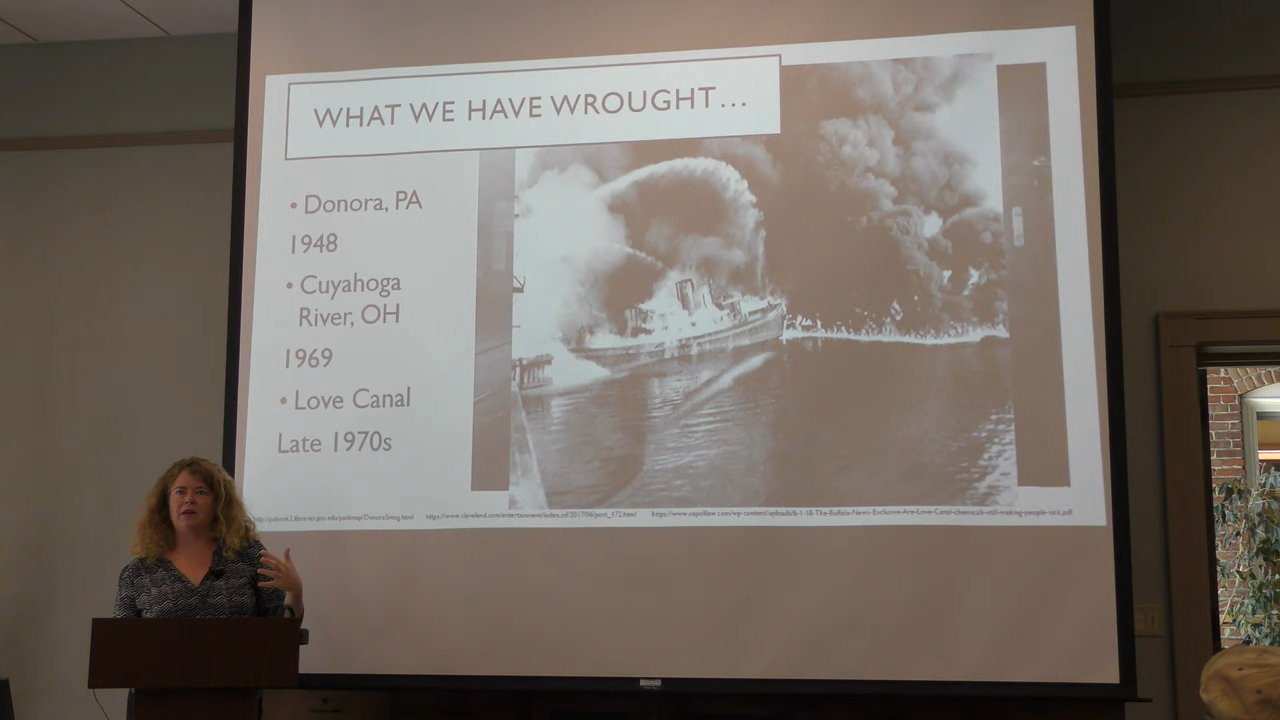 WHAT WE HAVE WROUGHT...
• Donora, PA
1948
• Cuyahoga
River, OH
1969
• Love Canal
Late 1970s